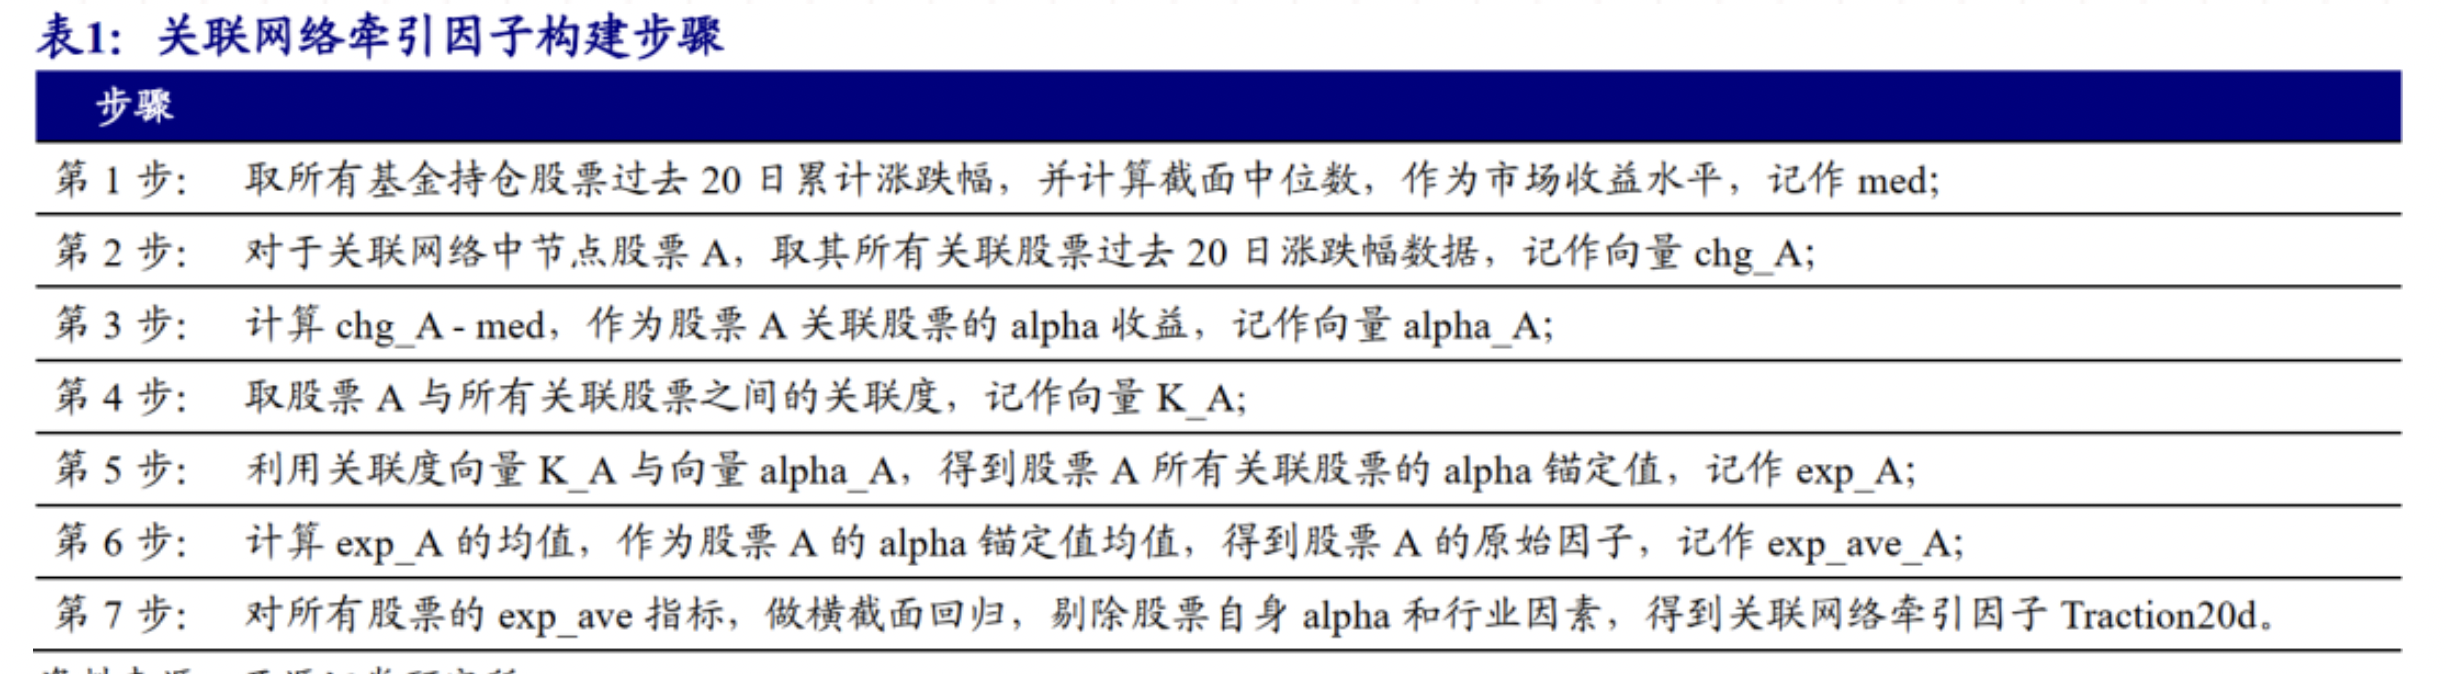 表1：关联网络牵引因子构建步骤
步骤
第 1 步： 取所有基金持仓股票过去 20 日累计涨跌幅，并计算截面中位数，作为市场收益水平，记作 med;
第 2 步： 对于关联网络中节点股票 A，取其所有关联股票过去 20 日涨跌幅数据，记作向量 chg_A;
第 3 步： 计算 chg_A - med，作为股票 A 关联股票的 alpha 收益，记作向量 alpha_A;
第 4 步： 取股票 A 与所有关联股票之间的关联度，记作向量 K_A;
第 5 步： 利用关联度向量 K_A 与向量 alpha_A，得到股票 A 所有关联股票的 alpha 锚定值，记作 exp_A;
第 6 步： 计算 exp_A 的均值，作为股票 A 的 alpha 锚定值均值，得到股票 A 的原始因子，记作 exp_ave_A;
第 7 步： 对所有股票的 exp_ave 指标，做横截面回归，剔除股票自身 alpha 和行业因素，得到关联网络牵引因子 Traction20d。